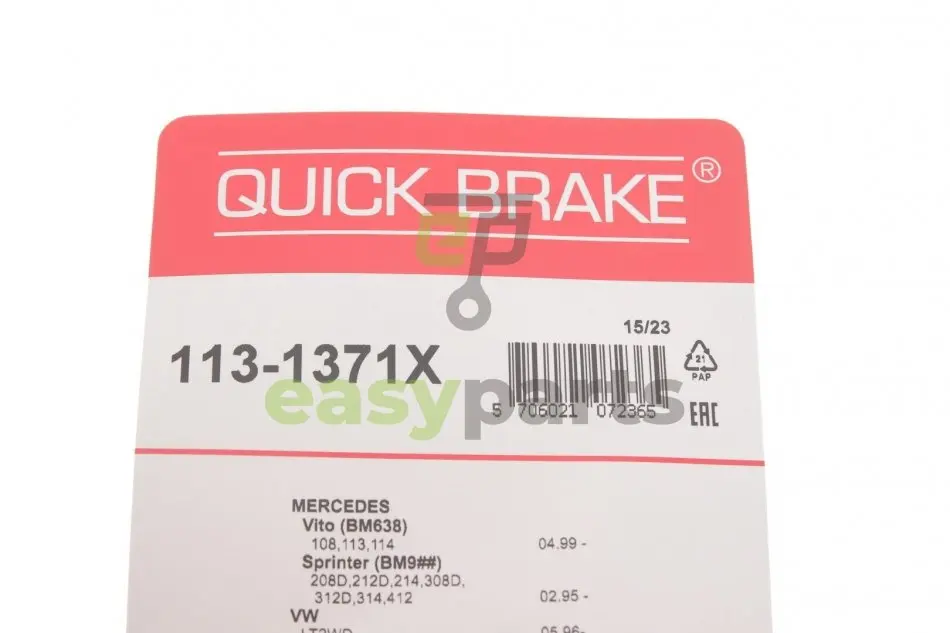 QUICK BRAKE®
ep
15/23
113-1371X
21
PAP
easyparts
5 706021 072365
EAC
MERCEDES
Vito (BM638)
108,113,114 04.99 -
Sprinter (BM9##)
208D,212D,214,308D,
312D,314,412 02.95 -
VW
05.96-